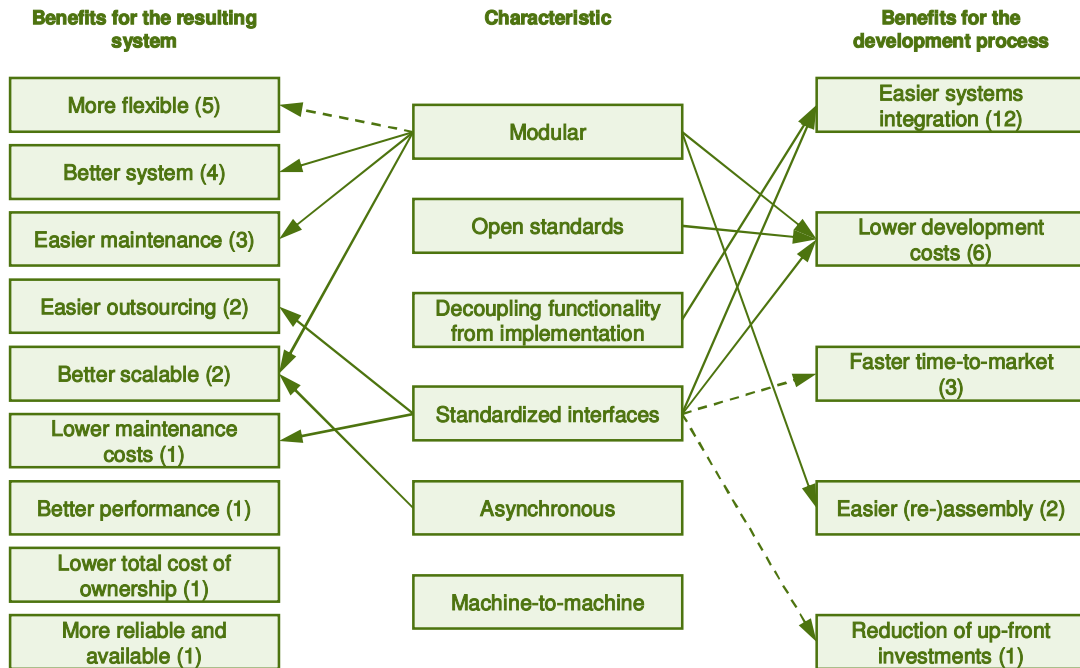 Benefits for the resulting
system
More flexible (5)
Better system (4)
Easier maintenance (3)
Easier outsourcing (2)
Better scalable (2)
Lower maintenance
costs (1)
Better performance (1)
Lower total cost of
ownership (1)
More reliable and
available (1)
Characteristic
Modular
Open standards
Decoupling functionality
from implementation
Standardized interfaces
Asynchronous
Machine-to-machine
Benefits for the
development process
Easier systems
integration (12)
Lower development
costs (6)
Faster time-to-market
(3)
Easier (re-)assembly (2)
Reduction of up-front
investments (1)